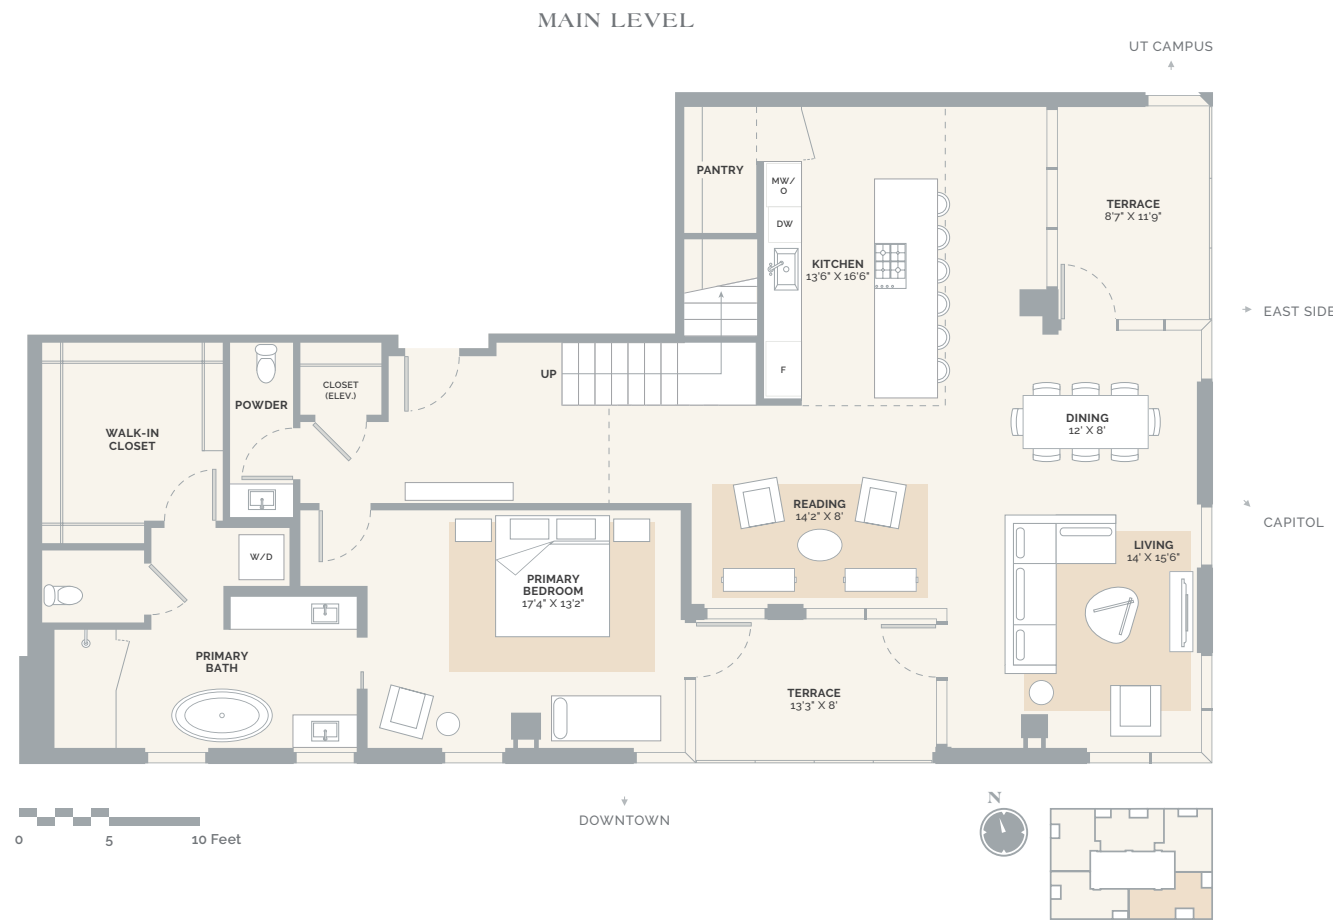 MAIN LEVEL
UT CAMPUS
PANTRY
MW/
O
DW
KITCHEN
13'6" X 16'6"
TERRACE
8'7" X 11'9"
EAST SIDE
F
UP
CLOSET
(ELEV.)
POWDER
WALK-IN
CLOSET
DINING
12' X 8'
READING
14'2" X 8'
CAPITOL
LIVING
14' X 15'6"
W/D
PRIMARY
BEDROOM
17'4" X 13'2"
PRIMARY
BATH
TERRACE
13'3" X 8'
DOWNTOWN
0 5 10 Feet
N